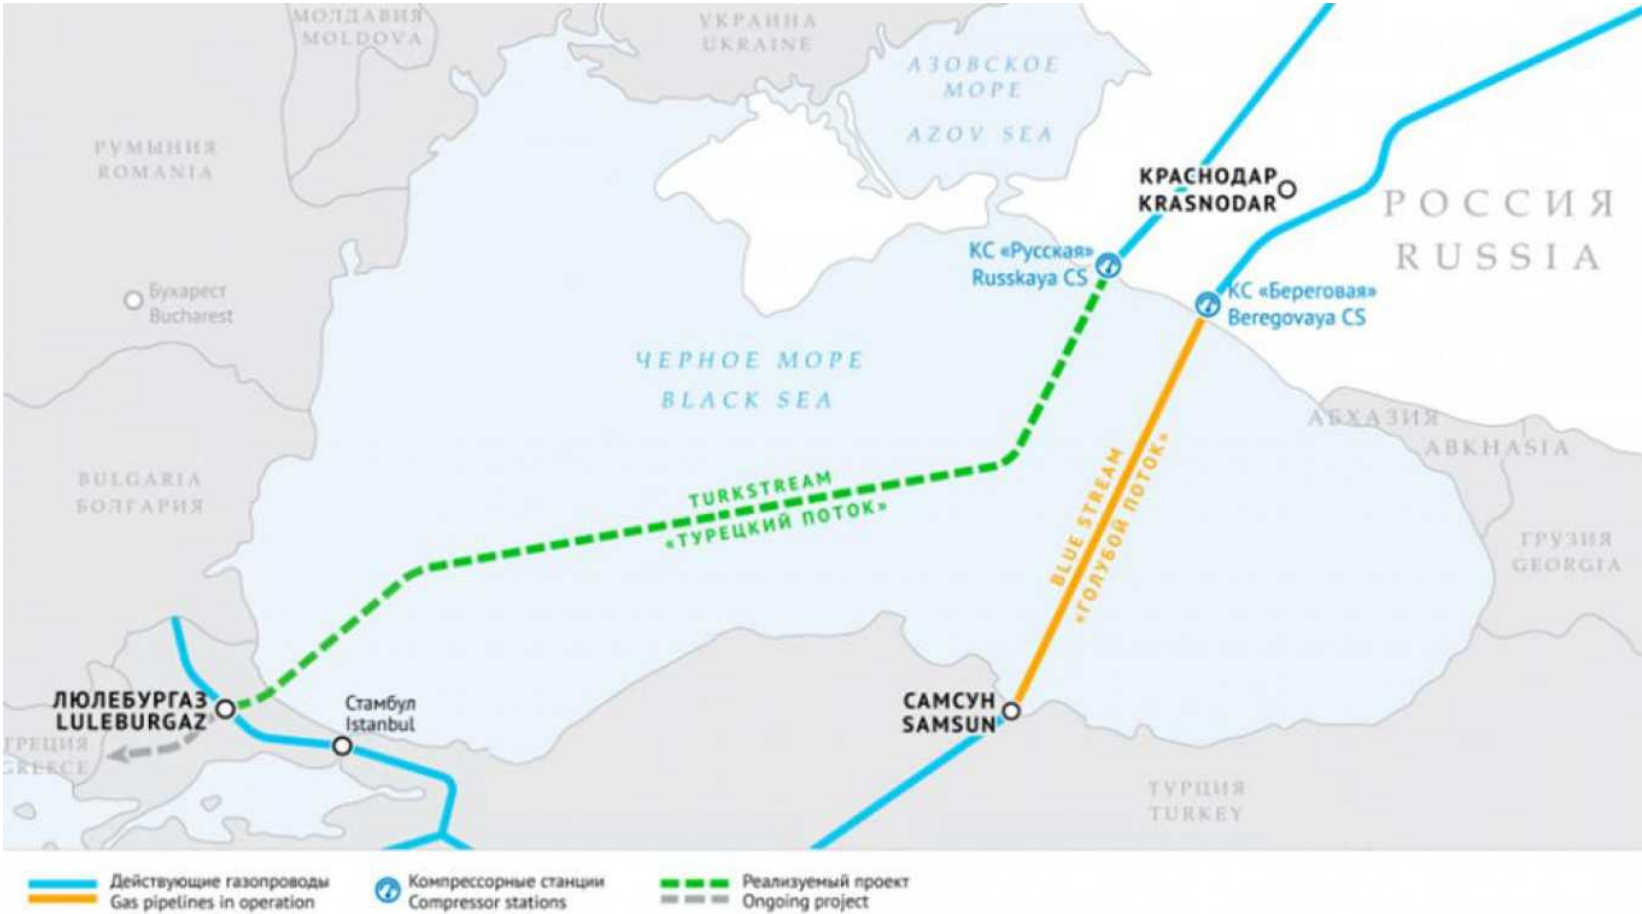 МОЛДАВИЯ
MOLDOVA
УКРАИНА
UKRAINE
АЗОВСКОЕ
МОРЕ
AZOV SEA
РУМЫНИЯ
ROMANIA
КРАСНОДАР
KRASNODAR
РОССИЯ
RUSSIA
КС «Русская»
Russkaya CS
КС «Береговая»
Beregovaya CS
Бухарест
Bucharest
ЧЕРНОЕ МОРЕ
BLACK SEA
АБХАЗИЯ
ABKHASIA
BULGARIA
БОЛГАРИЯ
TURKSTREAM
«ТУРЕЦКИЙ ПОТОК»
BLUE STREAM
«ГОЛУБОЙ ПОТОК»
ГРУЗИЯ
GEORGIA
ЛЮЛЕБУРГАЗ
LULEBURGAZ
Стамбул
Istanbul
САМСУН
SAMSUN
ГРЕЦИЯ
GREECE
ТУРЦИЯ
TURKEY
Действующие газопроводы
Gas pipelines in operation
Компрессорные станции
Compressor stations
Реализуемый проект
Ongoing project